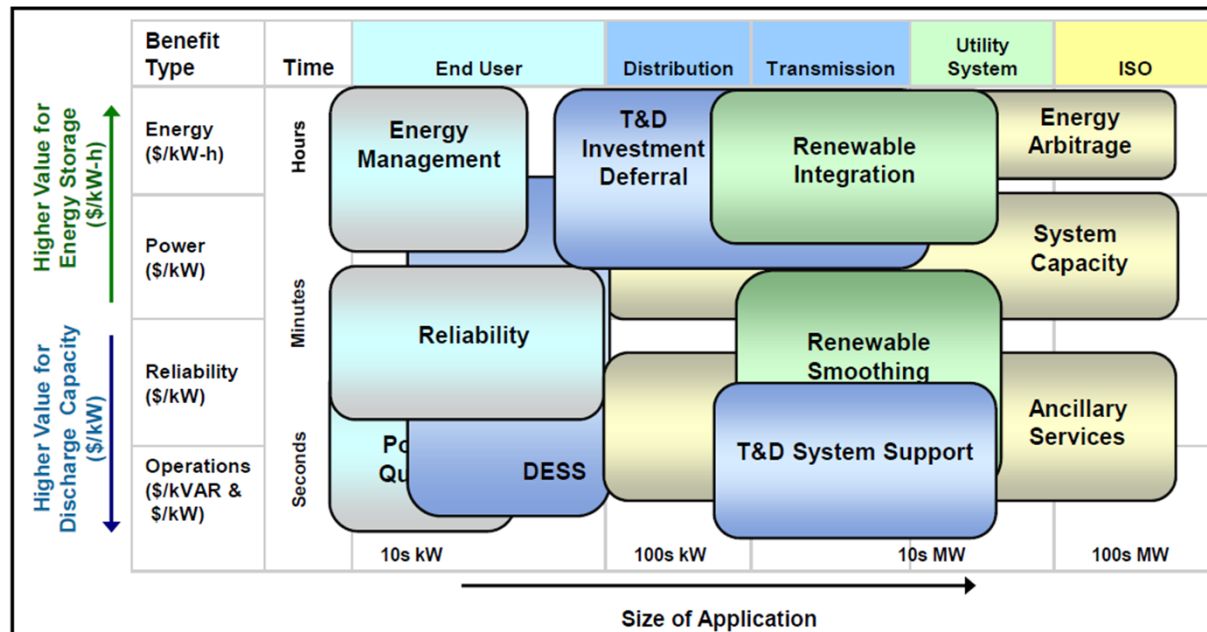 Benefit
Type
Time
End User
Distribution
Transmission
Utility
System
ISO
Higher Value for
Energy Storage
($/kW-h)
Higher Value for
Discharge Capacity
($/kW)
Energy
($/kW-h)
Power
($/kW)
Reliability
($/kW)
Operations
($/kVAR &
$/kW)
Hours
Minutes
Seconds
Energy
Management
T&D
Investment
Deferral
Renewable
Integration
Energy
Arbitrage
System
Capacity
Reliability
Renewable
Smoothing
Ancillary
Services
T&D System Support
DESS
10s kW
100s kW
10s MW
100s MW
Size of Application